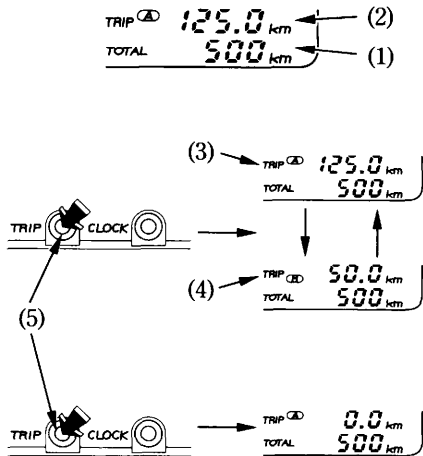 TRIP A 125.0 km (2)
TOTAL 500 km (1)
(3) TRIP A 125.0 km
TOTAL 500 km
TRIP CLOCK
(4) TRIP B 50.0 km
TOTAL 500 km
(5)
TRIP CLOCK
TRIP A 0.0 km
TOTAL 500 km